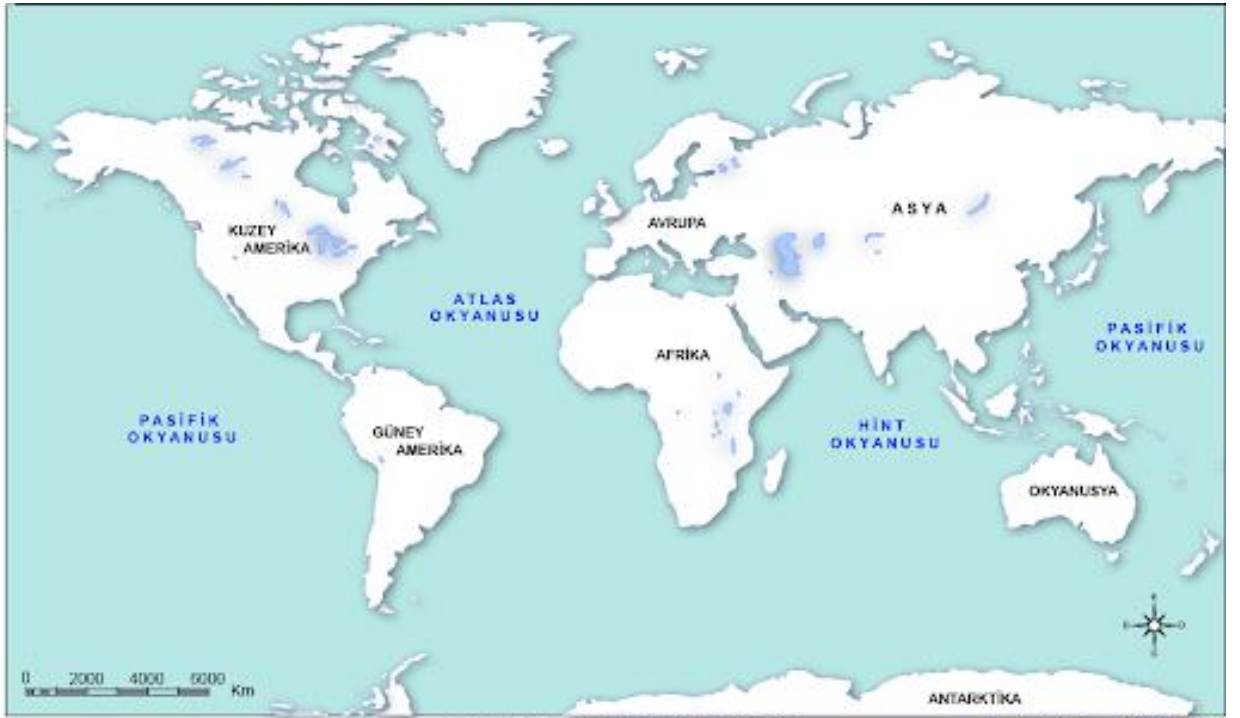 KUZEY
AMERİKA
AVRUPA
ASYA
ATLAS
OKYANUSU
PASİFİK
OKYANUSU
AFRİKA
PASİFİK
OKYANUSU
GÜNEY
AMERİKA
HİNT
OKYANUSU
OKYANUSYA
0 2000 4000 6000
Km
ANTARKTİKA